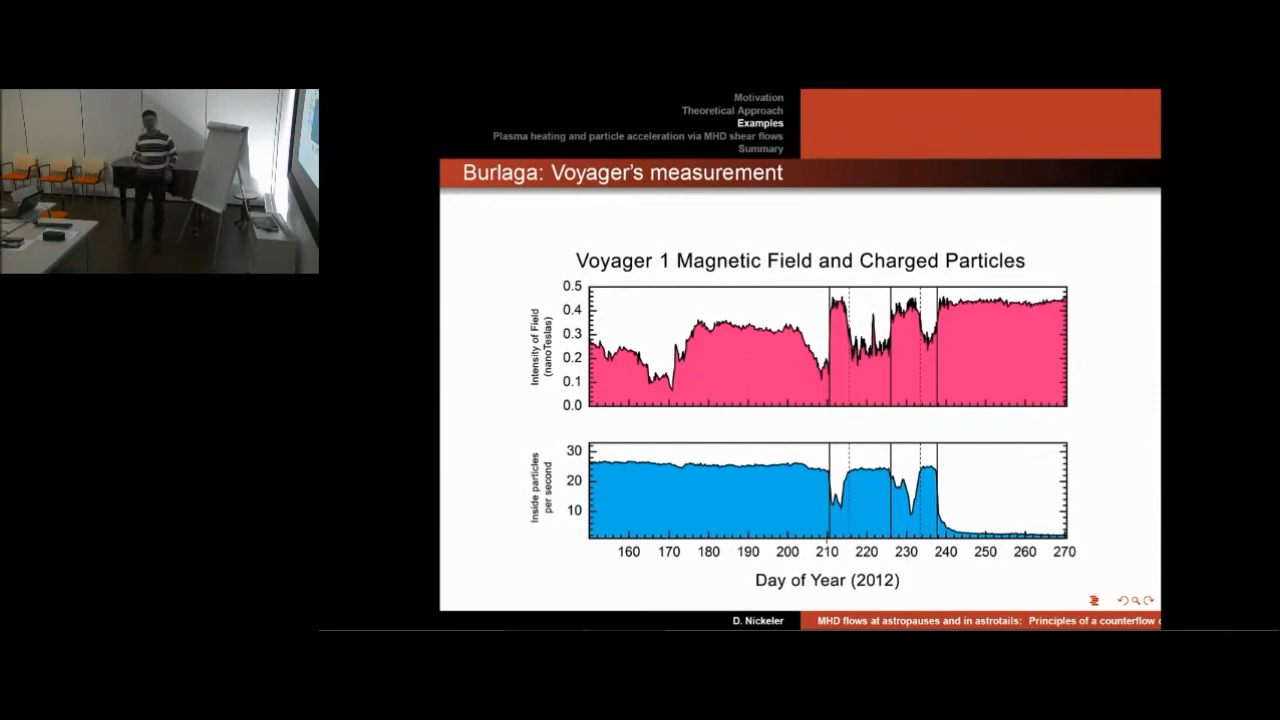 Motivation
Theoretical Approach
Examples
Plasma heating and particle acceleration via MHD shear flows
Summary
Burlaga: Voyager's measurement
Voyager 1 Magnetic Field and Charged Particles
Intensity of Field
(nanoTeslas)
0.5
0.4
0.3
0.2
0.1
0.0
Inside particles
per second
30
20
10
160 170 180 190 200 210 220 230 240 250 260 270
Day of Year (2012)
D. Nickeler
MHD flows at astropauses and in astrotails: Principles of a counterflow